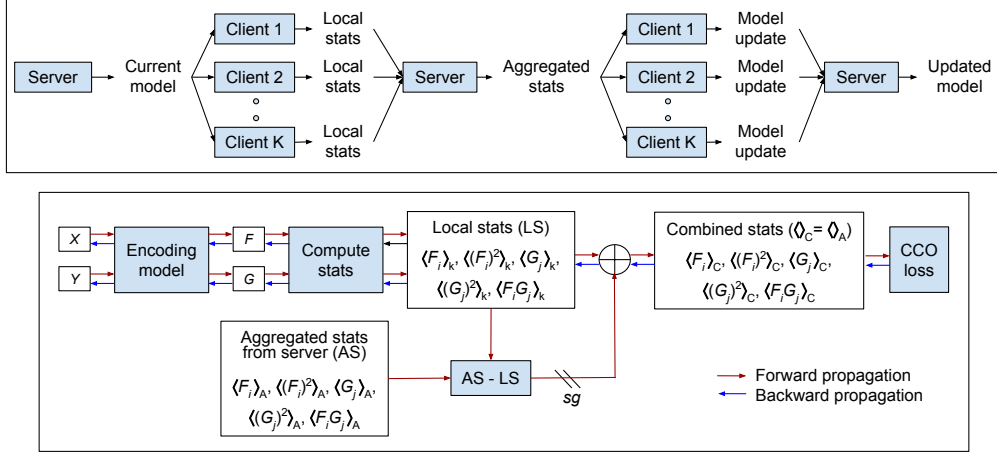 Server
Current
model
Client 1
Client 2
Client K
Local
stats
Local
stats
Local
stats
Server
Aggregated
stats
Client 1
Client 2
Client K
Model
update
Model
update
Model
update
Server
Updated
model
X
Y
Encoding
model
F
G
Compute
stats
Local stats (LS)
⟨F_i⟩_k, ⟨(F_i)²⟩_k, ⟨G_j⟩_k,
⟨(G_j)²⟩_k, ⟨F_iG_j⟩_k
Combined stats (⟨⟩_C = ⟨⟩_A)
⟨F_i⟩_C, ⟨(F_i)²⟩_C, ⟨G_j⟩_C,
⟨(G_j)²⟩_C, ⟨F_iG_j⟩_C
CCO
loss
Aggregated stats
from server (AS)
⟨F_i⟩_A, ⟨(F_i)²⟩_A, ⟨G_j⟩_A,
⟨(G_j)²⟩_A, ⟨F_iG_j⟩_A
AS - LS
sg
Forward propagation
Backward propagation